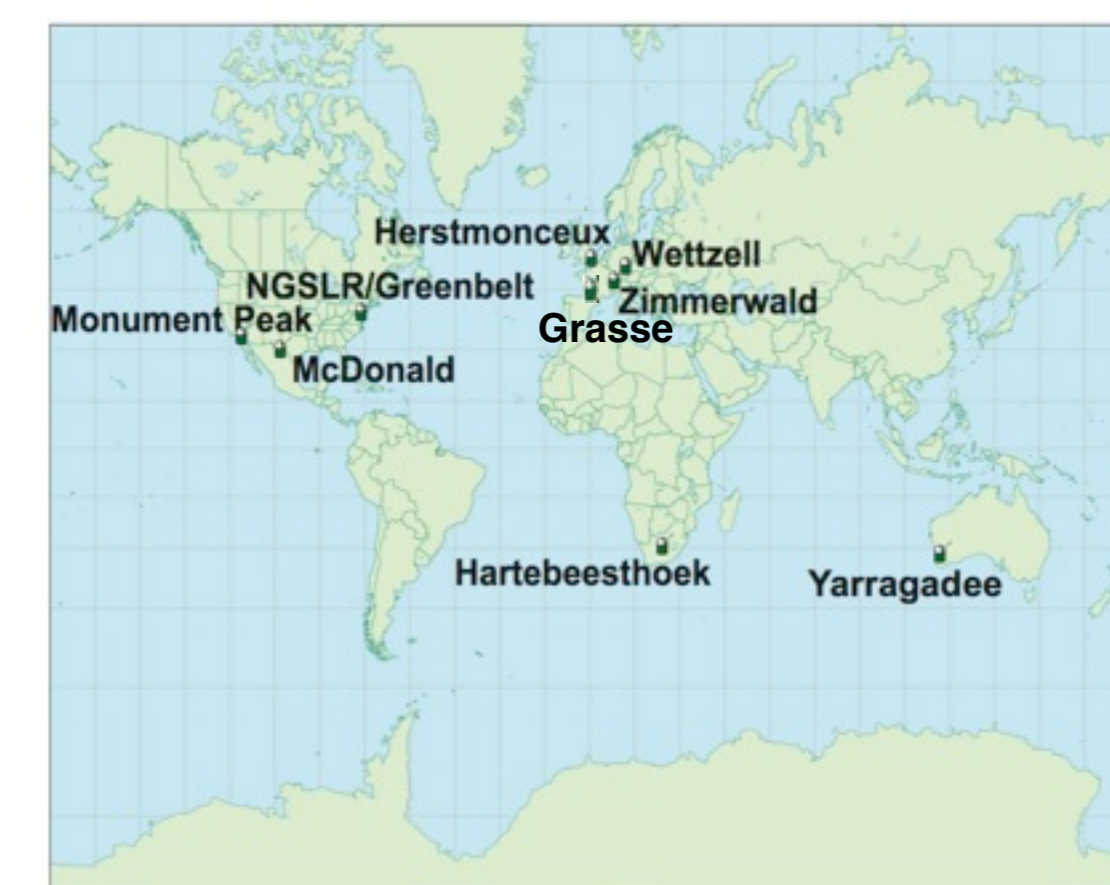 Herstmonceux
Wettzell
NGSLR/Greenbelt
Zimmerwald
Monument Peak
Grasse
McDonald
Hartebeesthoek
Yarragadee